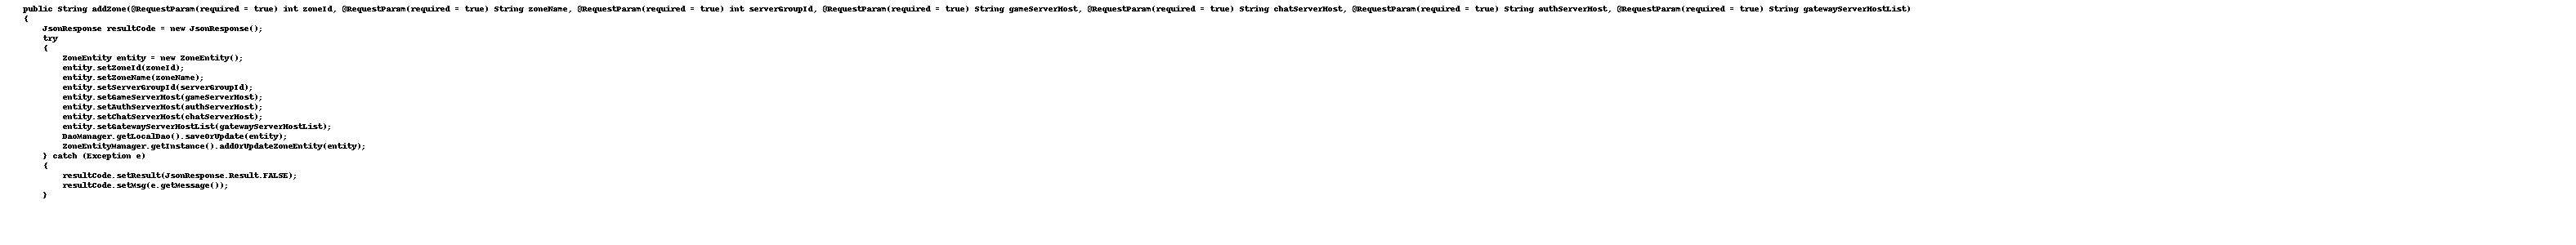 public String addZone(@RequestParam(required = true) int zoneId, @RequestParam(required = true) String zoneName, @RequestParam(required = true) int serverGroupId, @RequestParam(required = true) String gameServerHost, @RequestParam(required = true) String chatServerHost, @RequestParam(required = true) String authServerHost, @RequestParam(required = true) String gatewayServerHostList)
{
JsonResponse resultCode = new JsonResponse();
try
{
ZoneEntity entity = new ZoneEntity();
entity.setZoneId(zoneId);
entity.setZoneName(zoneName);
entity.setServerGroupId(serverGroupId);
entity.setGameServerHost(gameServerHost);
entity.setAuthServerHost(authServerHost);
entity.setChatServerHost(chatServerHost);
entity.setGatewayServerHostList(gatewayServerHostList);
DaoManager.getLocalDao().saveOrUpdate(entity);
ZoneEntityManager.getInstance().addOrUpdateZoneEntity(entity);
} catch (Exception e)
{
resultCode.setResult(JsonResponse.Result.FALSE);
resultCode.setMsg(e.getMessage());
}